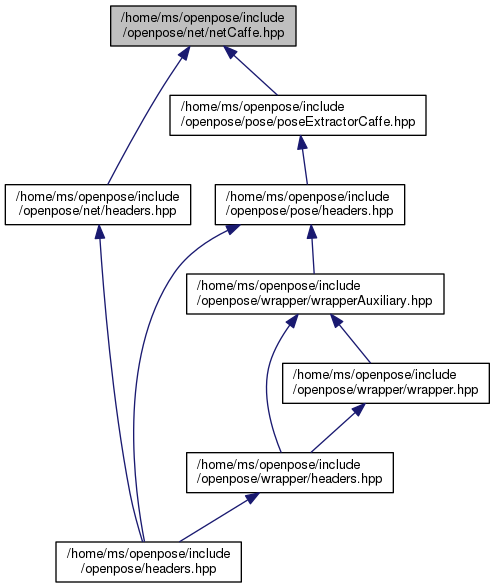 /home/ms/openpose/include
/openpose/net/netCaffe.hpp
/home/ms/openpose/include
/openpose/pose/poseExtractorCaffe.hpp
/home/ms/openpose/include
/openpose/net/headers.hpp
/home/ms/openpose/include
/openpose/pose/headers.hpp
/home/ms/openpose/include
/openpose/wrapper/wrapperAuxiliary.hpp
/home/ms/openpose/include
/openpose/wrapper/wrapper.hpp
/home/ms/openpose/include
/openpose/wrapper/headers.hpp
/home/ms/openpose/include
/openpose/headers.hpp